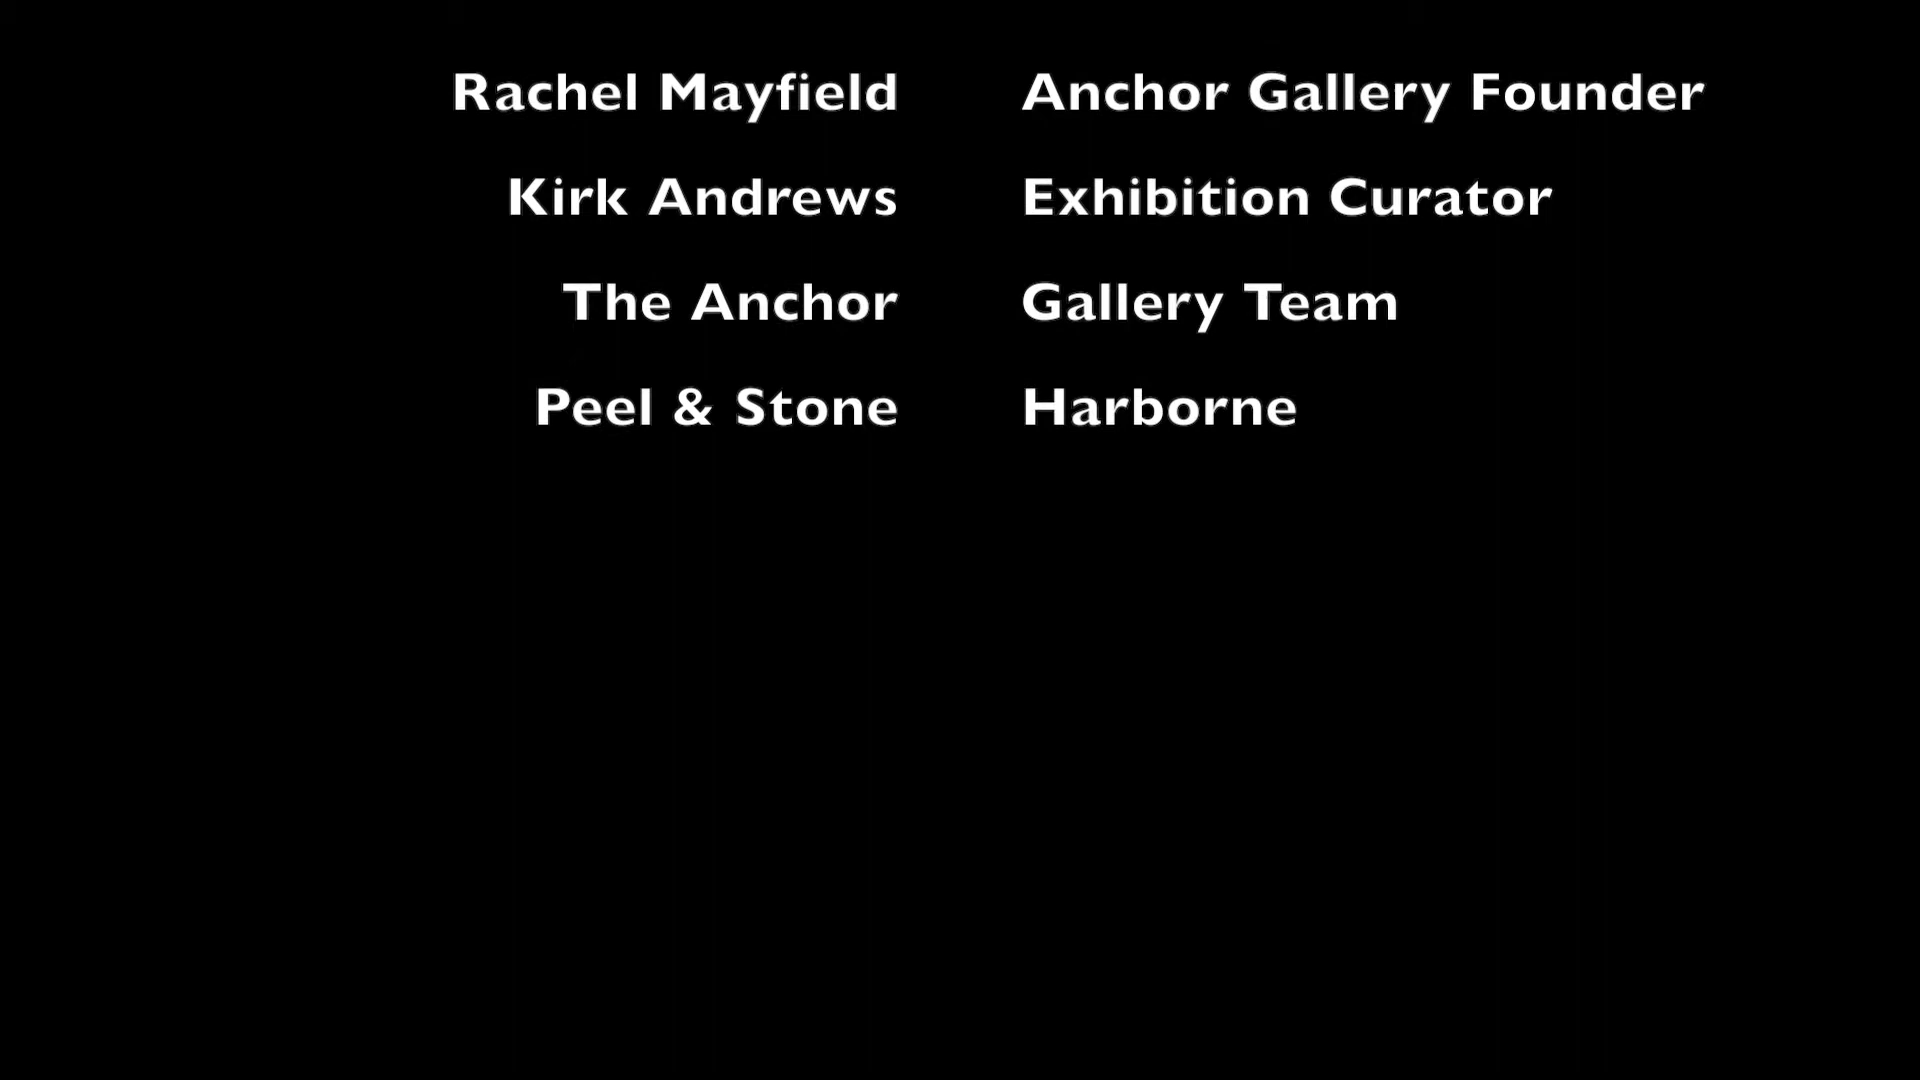 Rachel Mayfield Anchor Gallery Founder
Kirk Andrews Exhibition Curator
The Anchor Gallery Team
Peel & Stone Harborne